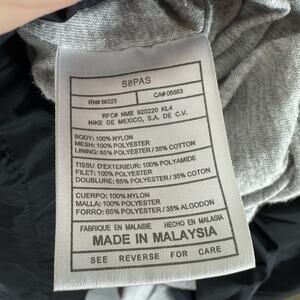 S8PAS
RN# 56323 CA# 05553
RFC# NME 920220 KL4
NIKE DE MEXICO, S.A. DE C.V.
BODY: 100% NYLON
MESH: 100% POLYESTER
LINING: 65% POLYESTER / 35% COTTON
TISSU D'EXTERIEUR: 100% POLYAMIDE
FILET: 100% POLYESTER
DOUBLURE: 65% POLYESTER / 35% COTON
CUERPO: 100% NYLON
MALLA: 100% POLYESTER
FORRO: 65% POLYESTER / 35% ALGODON
FABRIQUE EN MALAISIE HECHO EN MALASIA
MADE IN MALAYSIA
SEE REVERSE FOR CARE